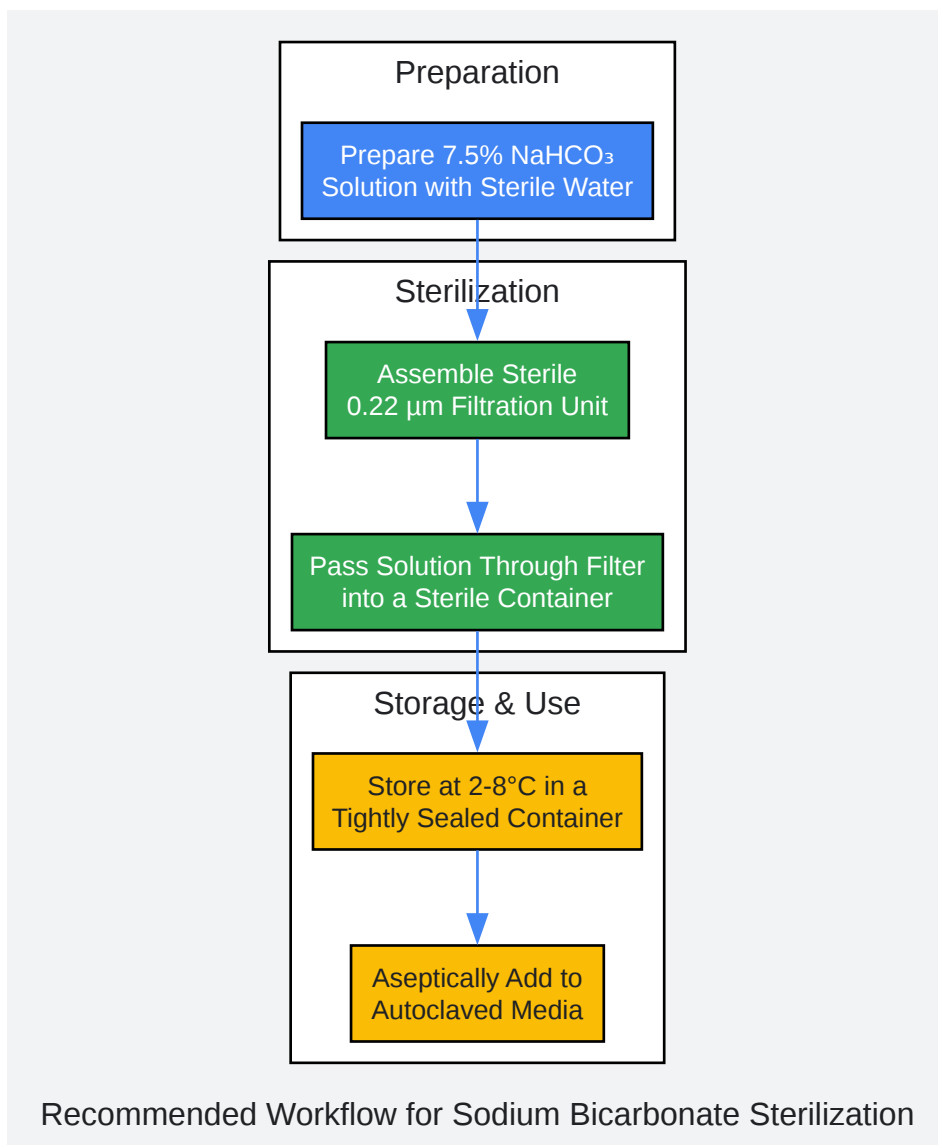 Preparation
Prepare 7.5% NaHCO₃
Solution with Sterile Water
Sterilization
Assemble Sterile
0.22 µm Filtration Unit
Pass Solution Through Filter
into a Sterile Container
Storage & Use
Store at 2-8°C in a
Tightly Sealed Container
Aseptically Add to
Autoclaved Media
Recommended Workflow for Sodium Bicarbonate Sterilization